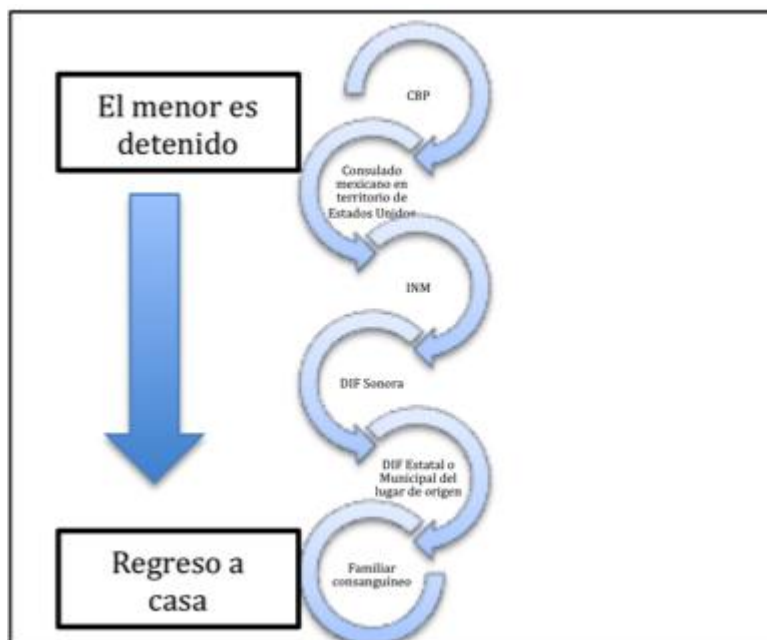 El menor es
detenido
CBP
Consulado
mexicano en
territorio de
Estados Unidos
INM
DIF Sonora
DIF Estatal o
Municipal del
lugar de origen
Regreso a
casa
Familiar
consanguíneo